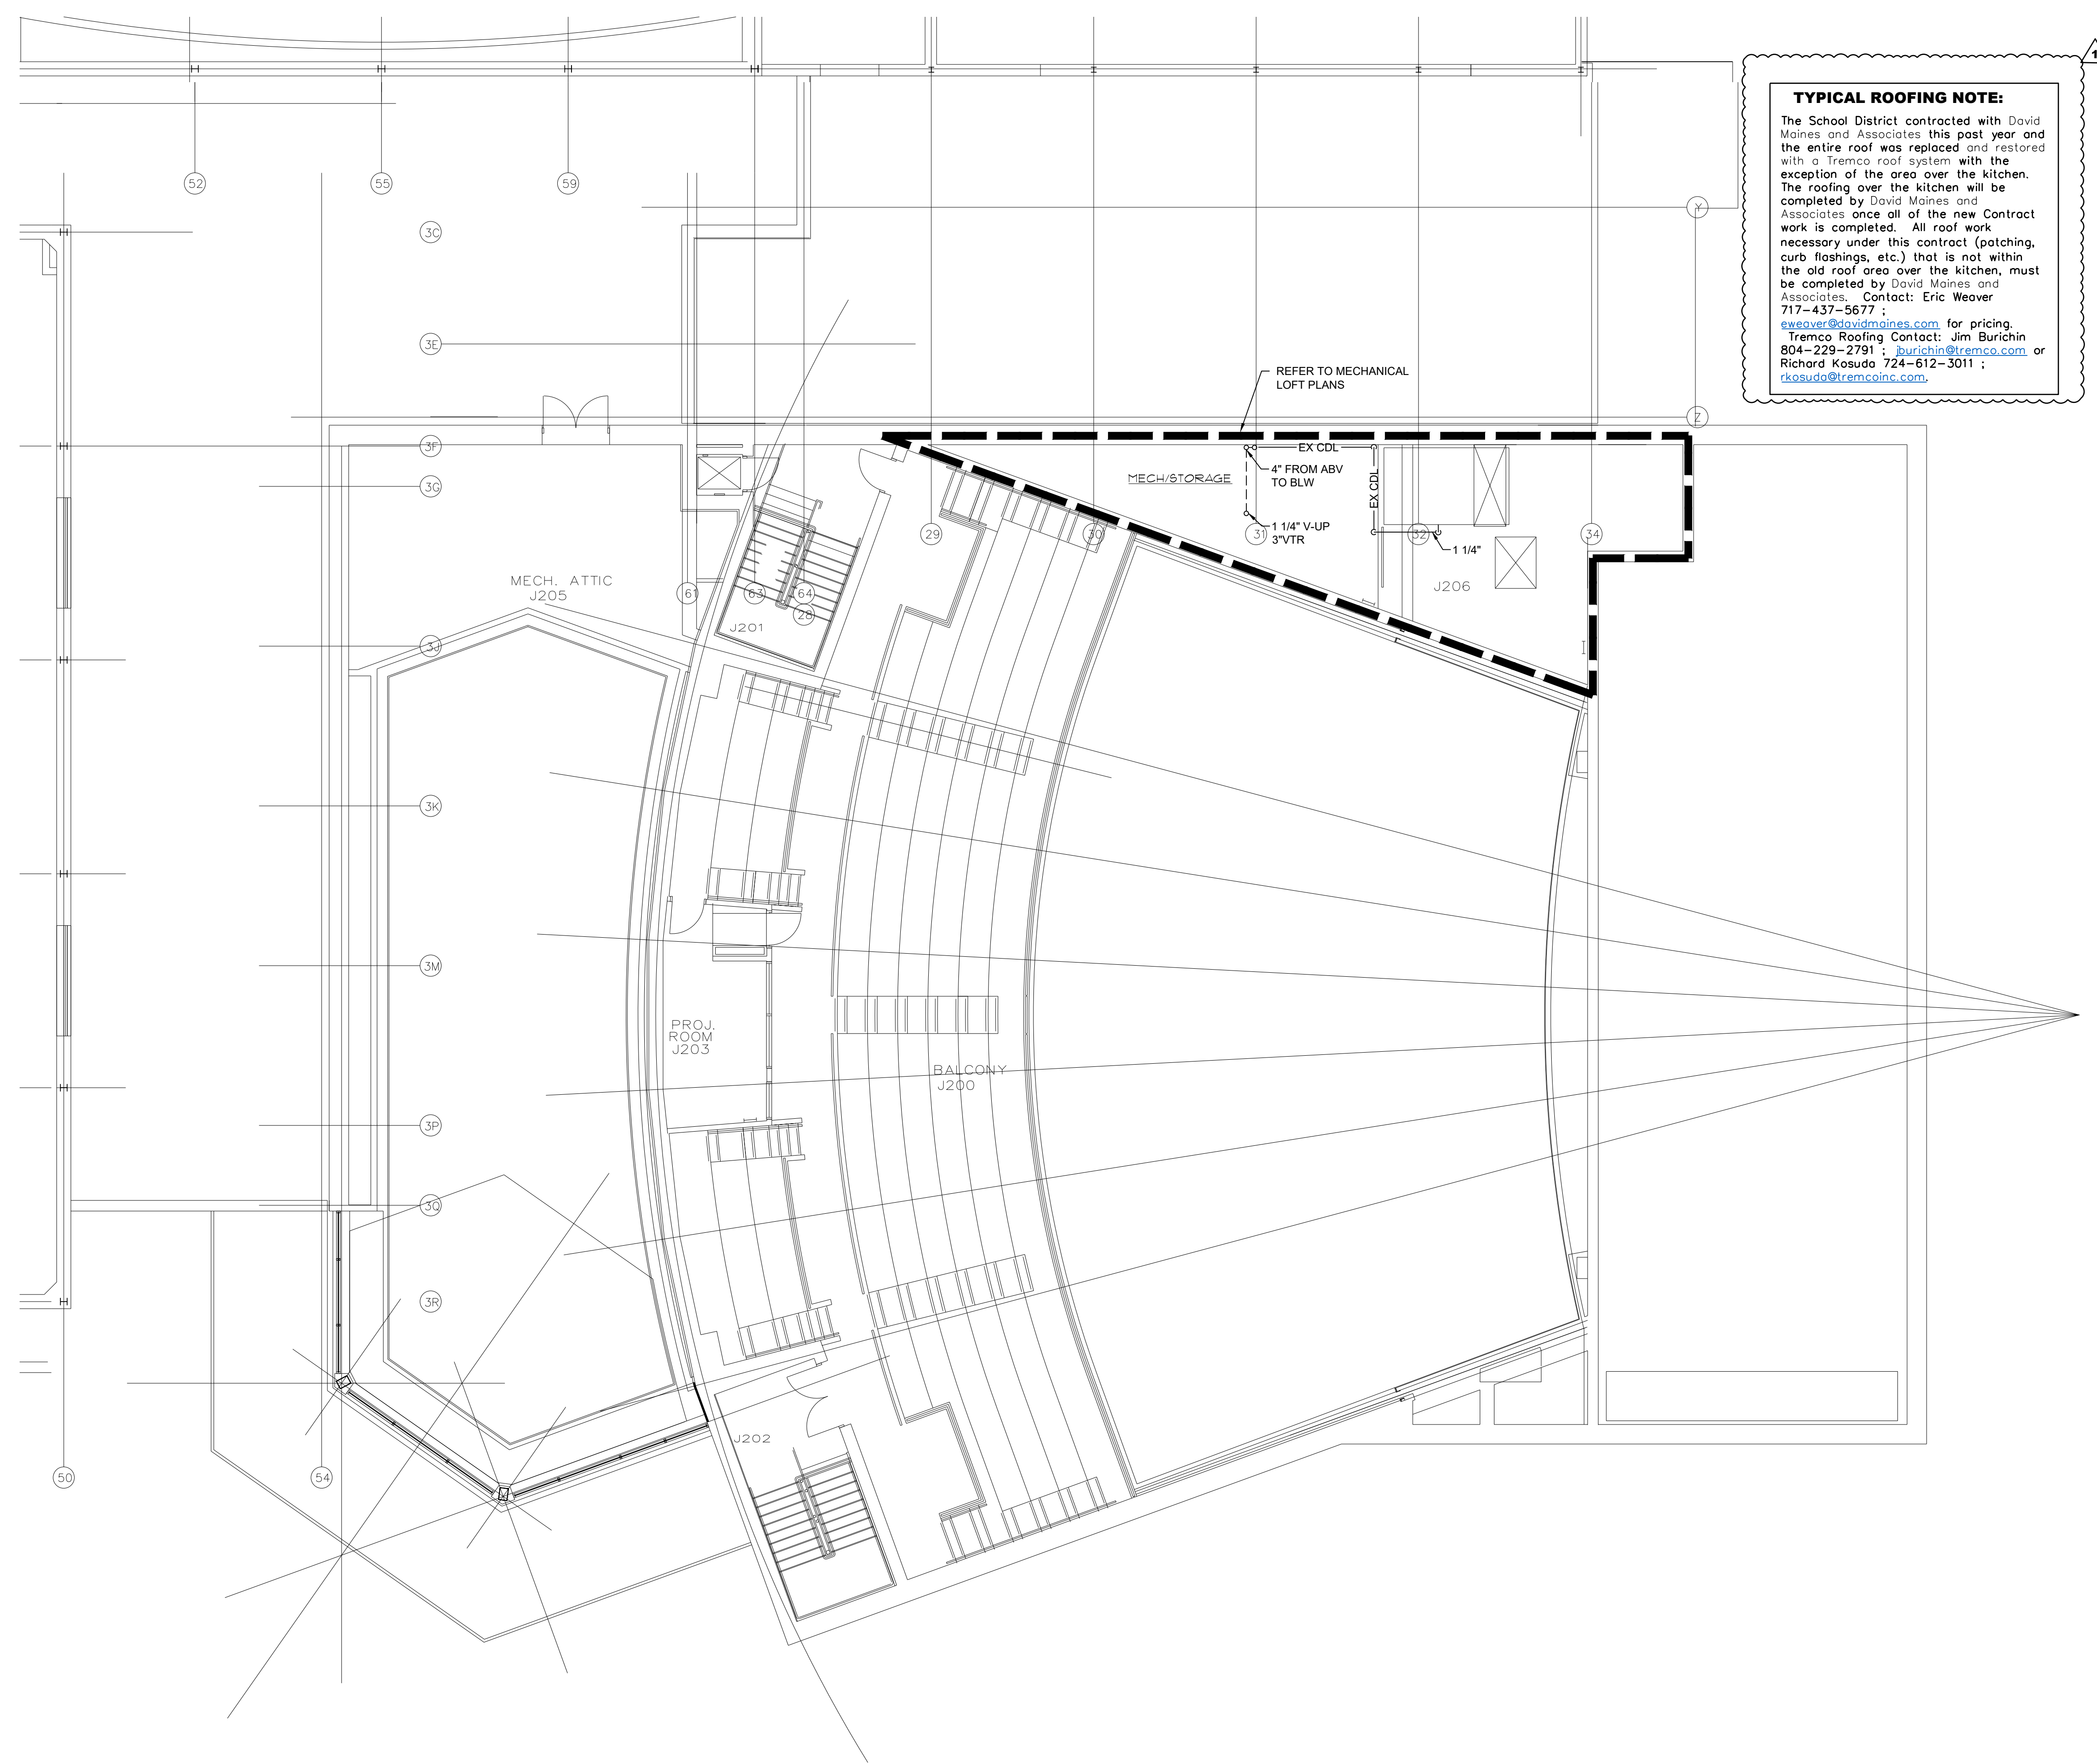 1
TYPICAL ROOFING NOTE:
The School District contracted with David
Maines and Associates this past year and
the entire roof was replaced and restored
with a Tremco roof system with the
exception of the area over the kitchen.
The roofing over the kitchen will be
completed by David Maines and
Associates once all of the new Contract
work is completed. All roof work
necessary under this contract (patching,
curb flashings, etc.) that is not within
the old roof area over the kitchen, must
be completed by David Maines and
Associates. Contact: Eric Weaver
717-437-5677 ;
eweaver@davidmaines.com for pricing.
Tremco Roofing Contact: Jim Burichin
804-229-2791 ; jburichin@tremco.com or
Richard Kosuda 724-612-3011 ;
rkosuda@tremcoinc.com.
52
55
59
3C
Y
3E
REFER TO MECHANICAL
LOFT PLANS
Z
3F
EX CDL
4" FROM ABV
TO BLW
MECH/STORAGE
EX CDL
3G
1 1/4" V-UP
3"VTR
29
30
31
32
34
1 1/4"
MECH. ATTIC
J205
61
63
64
28
J206
J201
3J
3K
3M
PROJ.
ROOM
J203
BALCONY
J200
3P
3Q
3R
J202
50
54